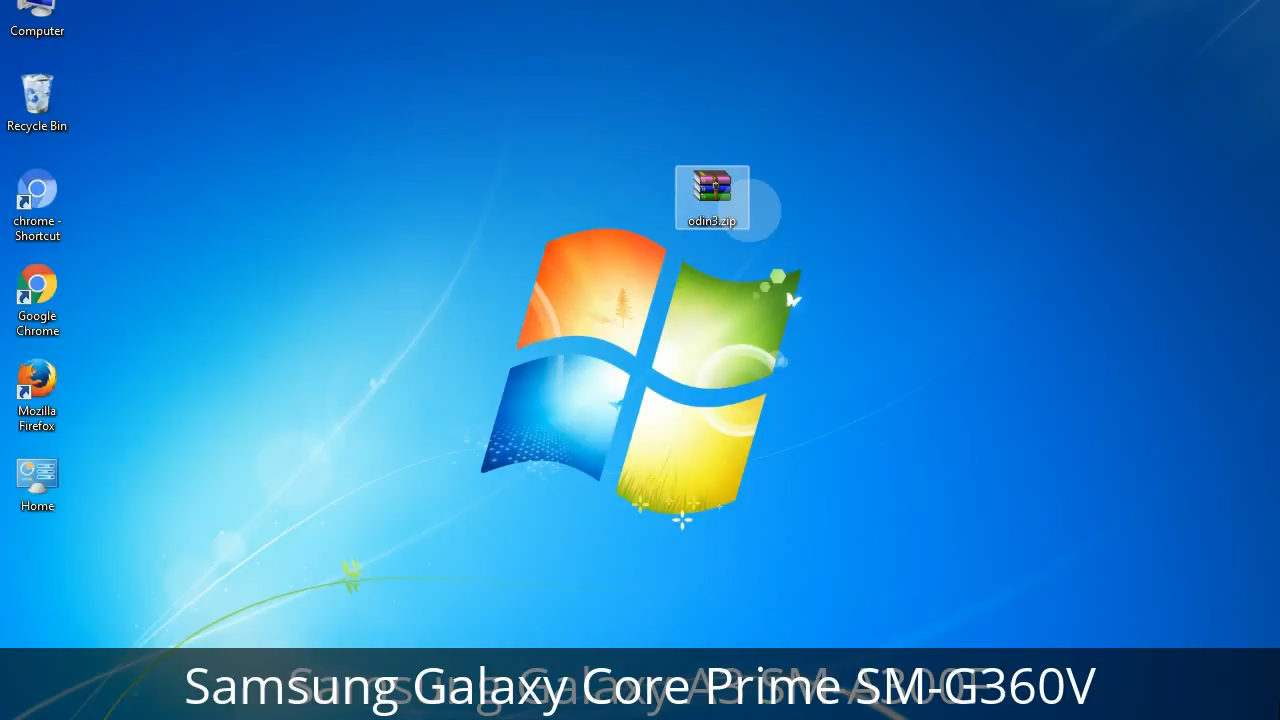 Computer
Recycle Bin
chrome -
Shortcut
Google
Chrome
Mozilla
Firefox
Home
odin3.zip
SamSung Galaxy Core Prime SM-G360V